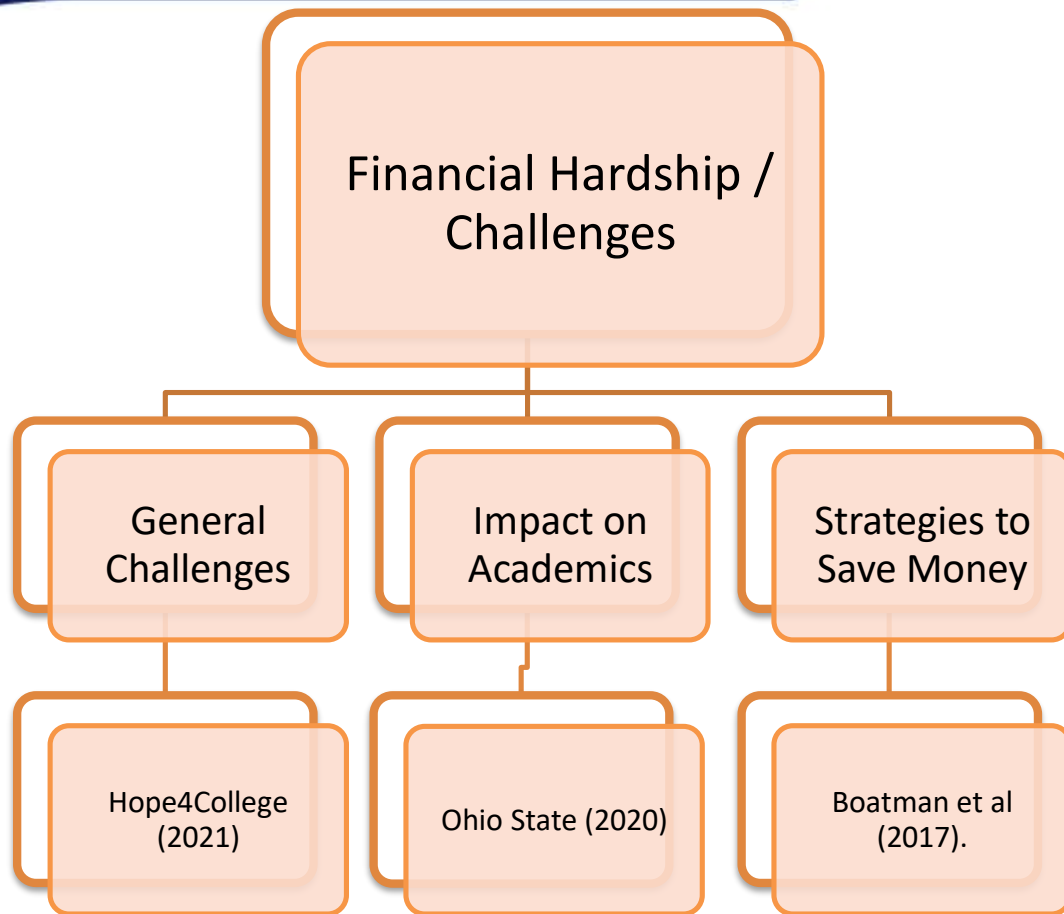 Financial Hardship /
Challenges
General
Challenges
Impact on
Academics
Strategies to
Save Money
Hope4College
(2021)
Ohio State (2020)
Boatman et al
(2017).